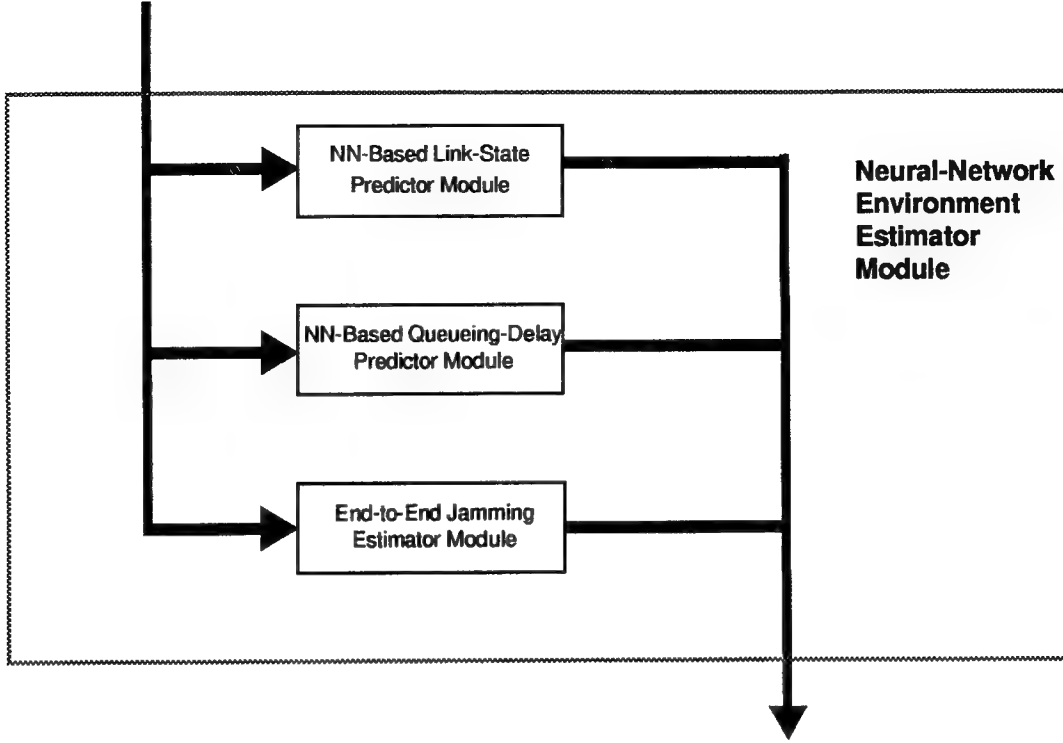 NN-Based Link-State
Predictor Module
Neural-Network
Environment
Estimator
Module
NN-Based Queueing-Delay
Predictor Module
End-to-End Jamming
Estimator Module